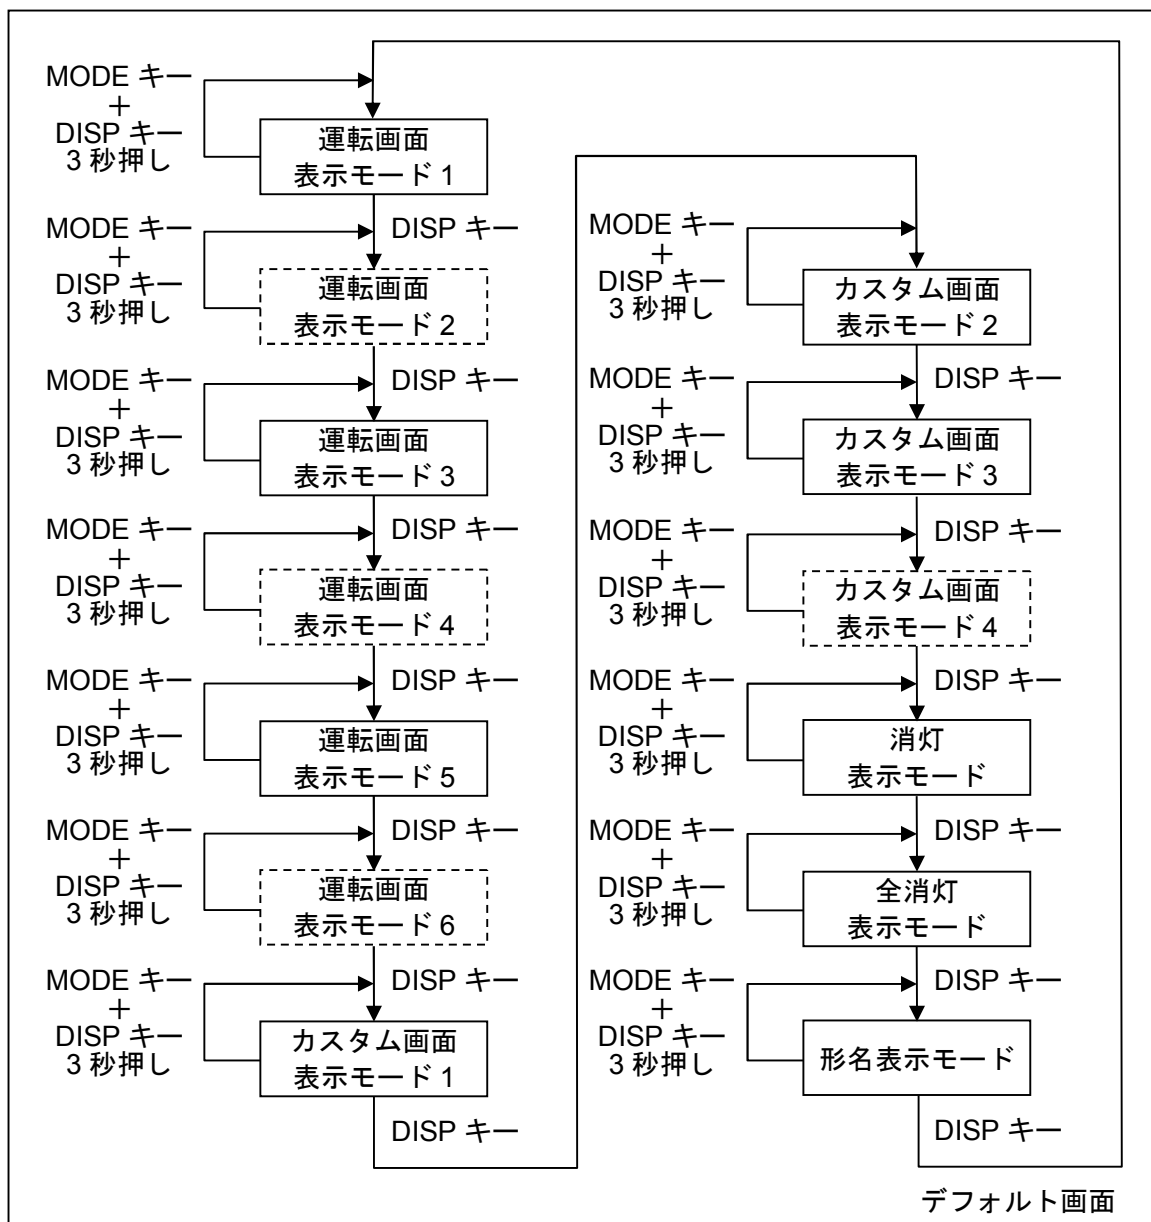 MODE キー
＋
DISP キー
3 秒押し
運転画面
表示モード 1
DISP キー
MODE キー
＋
DISP キー
3 秒押し
運転画面
表示モード 2
DISP キー
MODE キー
＋
DISP キー
3 秒押し
運転画面
表示モード 3
DISP キー
MODE キー
＋
DISP キー
3 秒押し
運転画面
表示モード 4
DISP キー
MODE キー
＋
DISP キー
3 秒押し
運転画面
表示モード 5
DISP キー
MODE キー
＋
DISP キー
3 秒押し
運転画面
表示モード 6
DISP キー
MODE キー
＋
DISP キー
3 秒押し
カスタム画面
表示モード 1
DISP キー
MODE キー
＋
DISP キー
3 秒押し
カスタム画面
表示モード 2
DISP キー
MODE キー
＋
DISP キー
3 秒押し
カスタム画面
表示モード 3
DISP キー
MODE キー
＋
DISP キー
3 秒押し
カスタム画面
表示モード 4
DISP キー
MODE キー
＋
DISP キー
3 秒押し
消灯
表示モード
DISP キー
MODE キー
＋
DISP キー
3 秒押し
全消灯
表示モード
DISP キー
MODE キー
＋
DISP キー
3 秒押し
形名表示モード
DISP キー
デフォルト画面